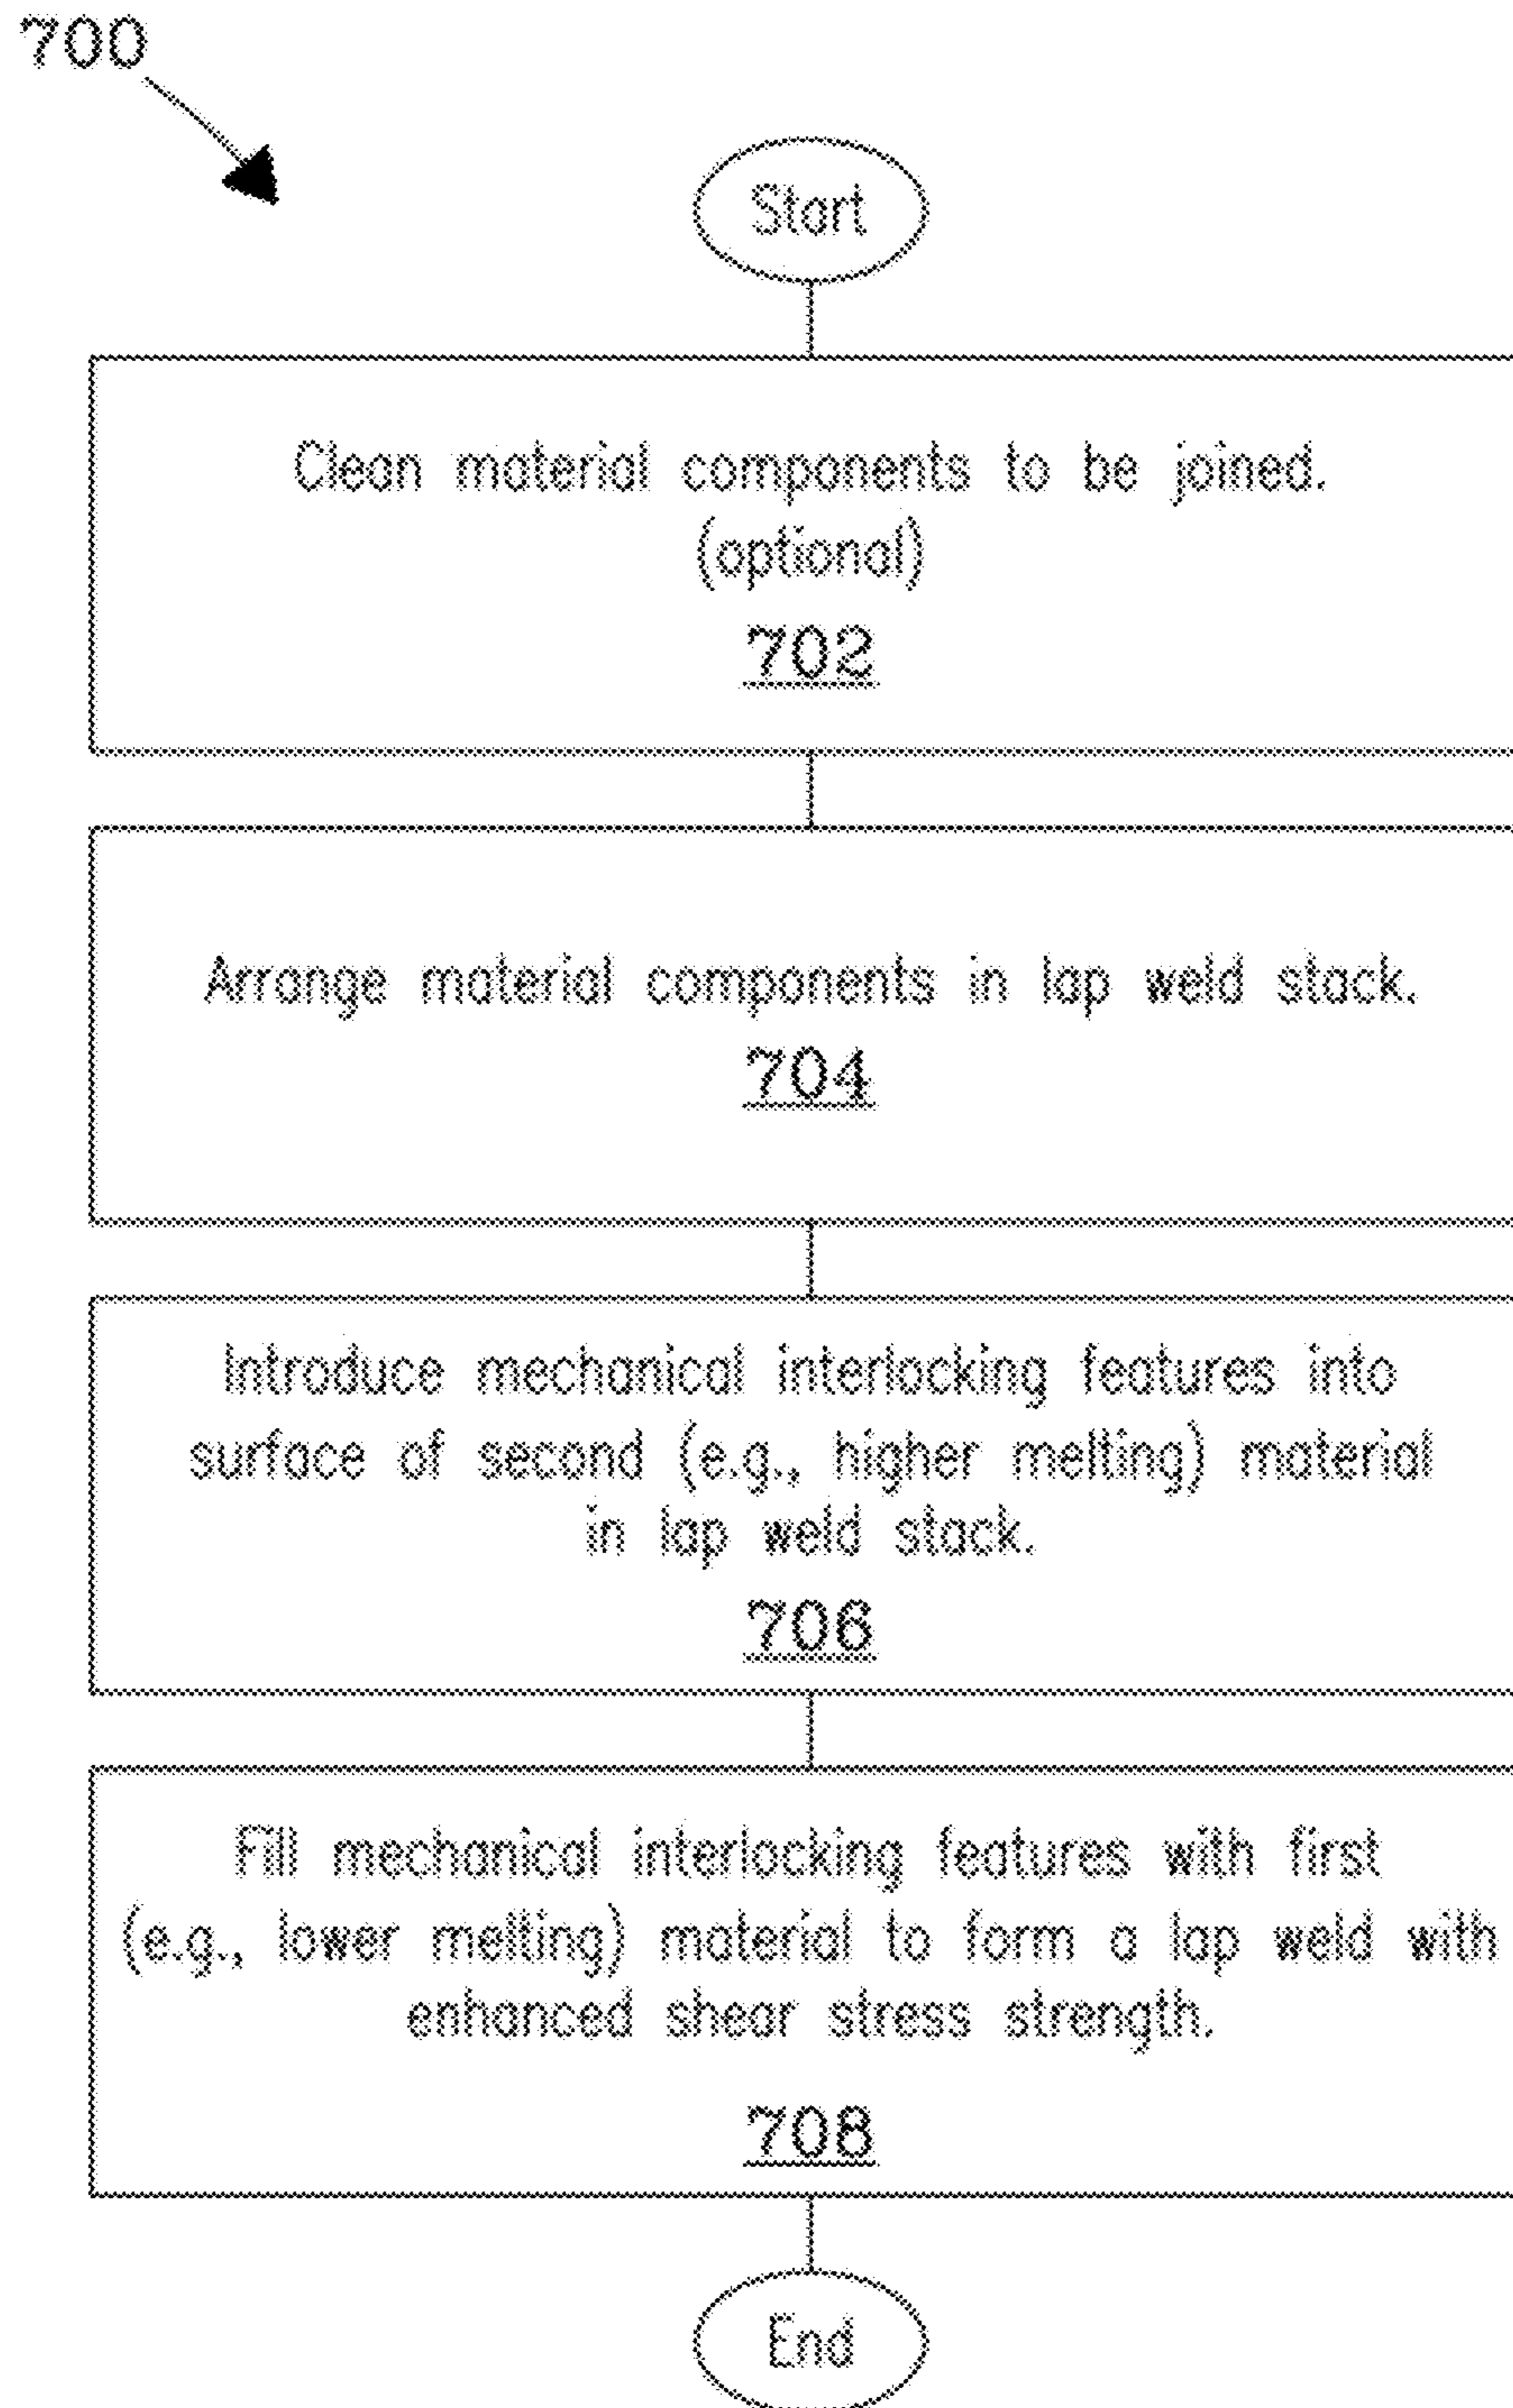 700
Start
Clean material components to be joined.
(optional)
702
Arrange material components in lap weld stack.
704
Introduce mechanical interlocking features into
surface of second (e.g., higher melting) material
in lap weld stack.
706
Fill mechanical interlocking features with first
(e.g., lower melting) material to form a lap weld with
enhanced shear stress strength.
708
End